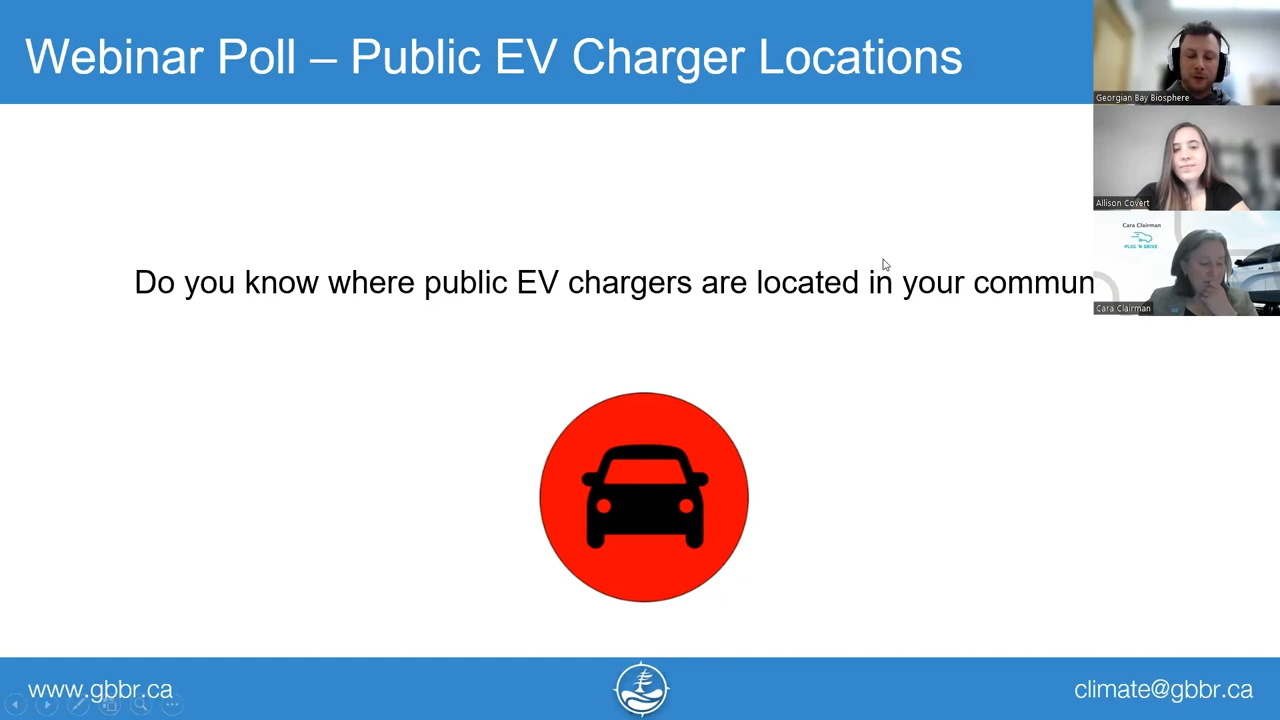 Webinar Poll – Public EV Charger Locations
Georgian Bay Biosphere
Allison Covert
Cara Clairman
PLUG 'N DRIVE
Do you know where public EV chargers are located in your commun
Cara Clairman
www.gbbr.ca
climate@gbbr.ca